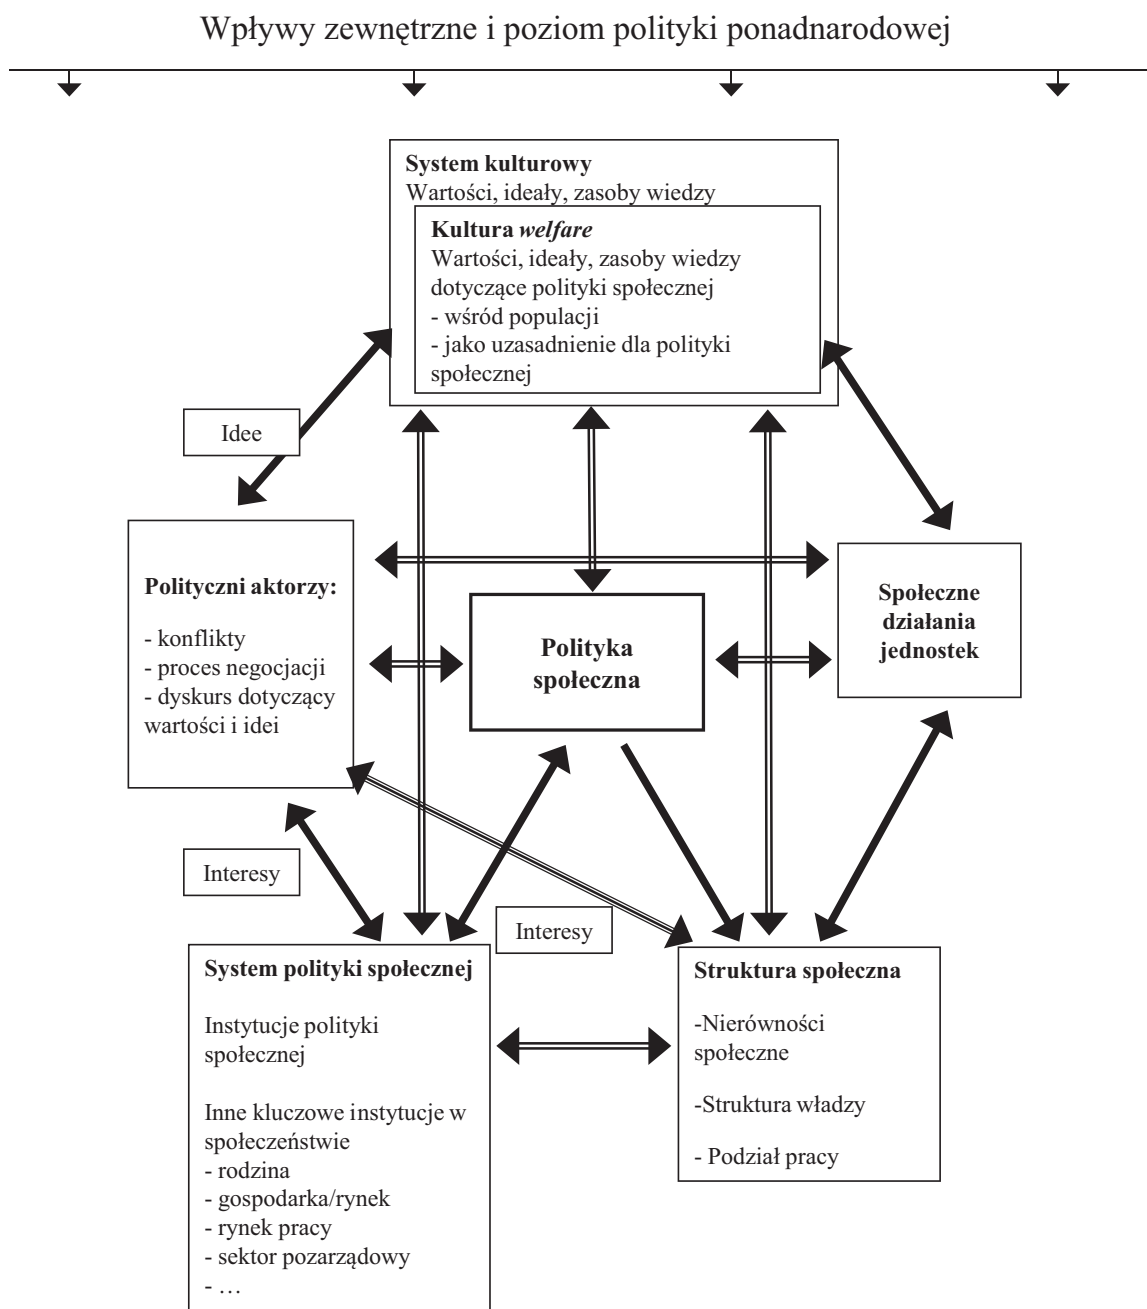 Wpływy zewnętrzne i poziom polityki ponadnarodowej
System kulturowy
Wartości, ideały, zasoby wiedzy
Kultura welfare
Wartości, ideały, zasoby wiedzy
dotyczące polityki społecznej
- wśród populacji
- jako uzasadnienie dla polityki
społecznej
Idee
Polityczni aktorzy:
- konflikty
- proces negocjacji
- dyskurs dotyczący
wartości i idei
Polityka
społeczna
Społeczne
działania
jednostek
Interesy
Interesy
System polityki społecznej
Instytucje polityki
społecznej
Inne kluczowe instytucje w
społeczeństwie
- rodzina
- gospodarka/rynek
- rynek pracy
- sektor pozarządowy
- …
Struktura społeczna
-Nierówności
społeczne
-Struktura władzy
- Podział pracy